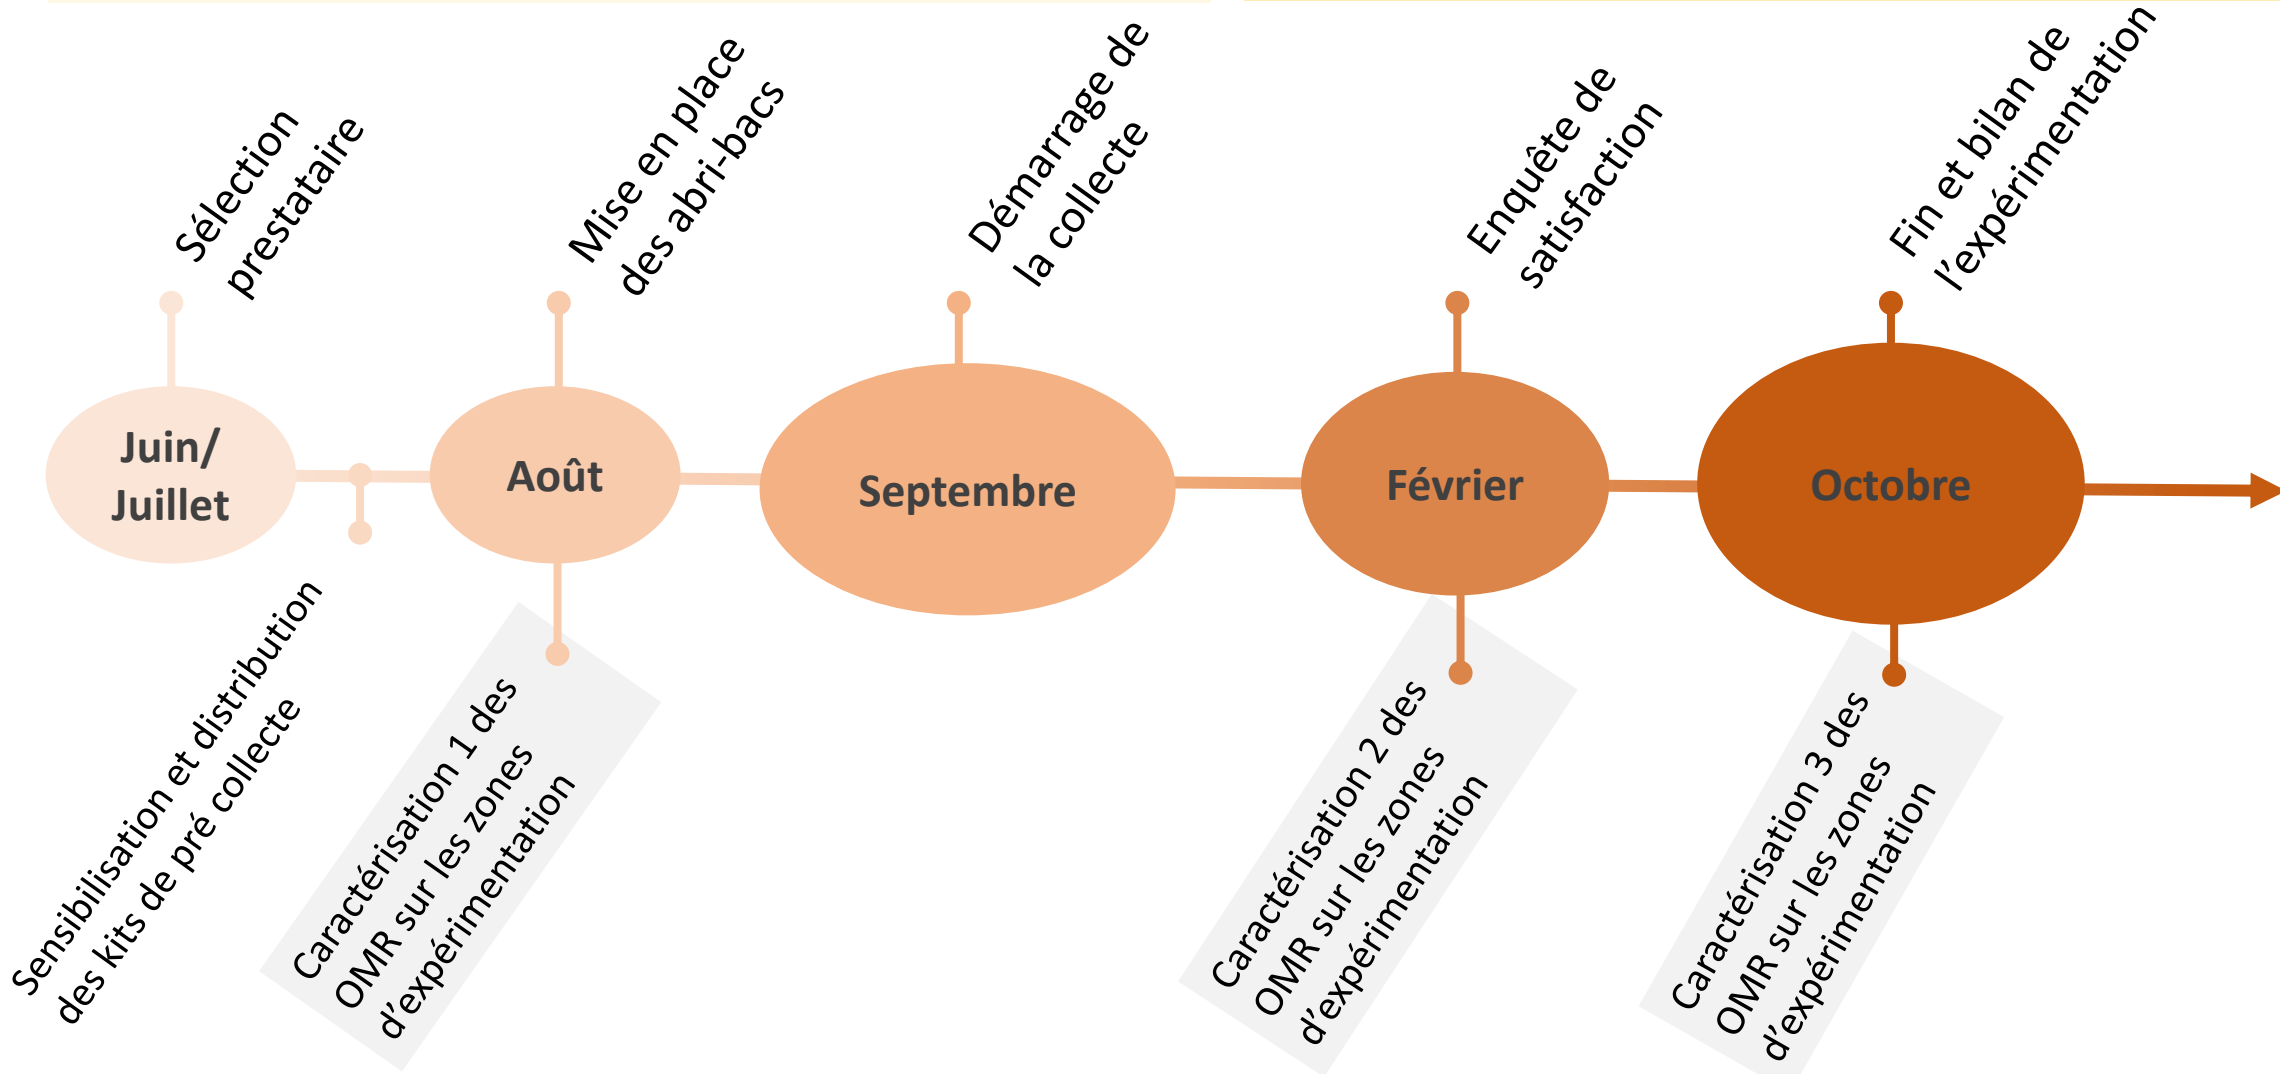 Sélection
prestataire
Mise en place
des abri-bacs
Démarrage de
la collecte
Enquête de
satisfaction
Fin et bilan de
l'expérimentation
Juin/
Juillet
Août
Septembre
Février
Octobre
Sensibilisation et distribution
des kits de pré collecte
Caractérisation 1 des
OMR sur les zones
d'expérimentation
Caractérisation 2 des
OMR sur les zones
d'expérimentation
Caractérisation 3 des
OMR sur les zones
d'expérimentation